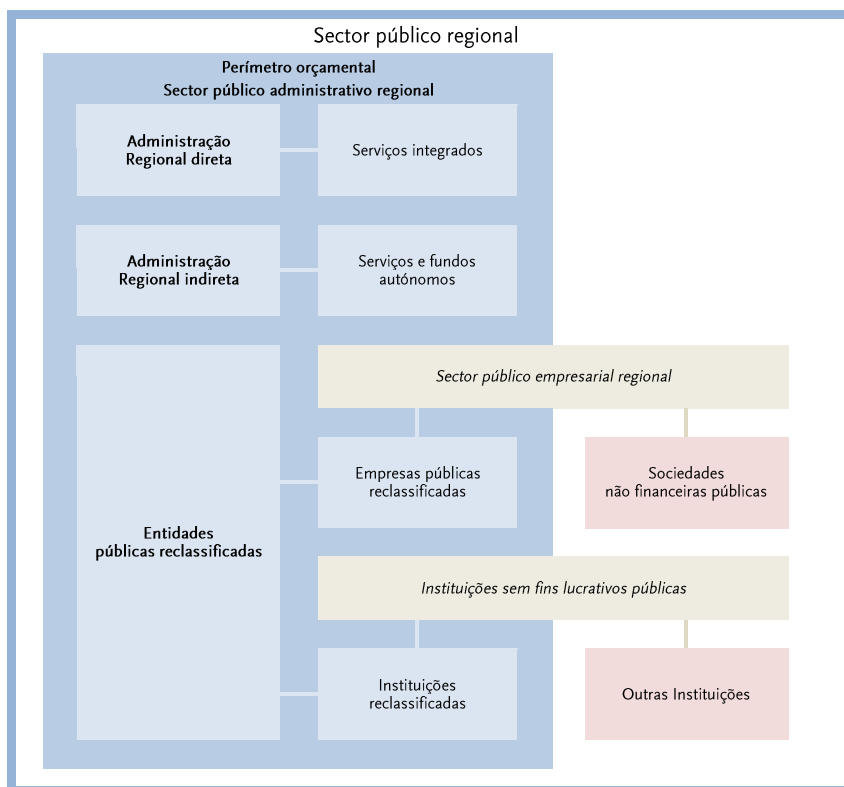 Sector público regional
Perímetro orçamental
Sector público administrativo regional
Administração
Regional direta
Serviços integrados
Administração
Regional indireta
Serviços e fundos
autónomos
Sector público empresarial regional
Empresas públicas
reclassificadas
Sociedades
não financeiras públicas
Entidades
públicas reclassificadas
Instituições sem fins lucrativos públicas
Instituições
reclassificadas
Outras Instituições